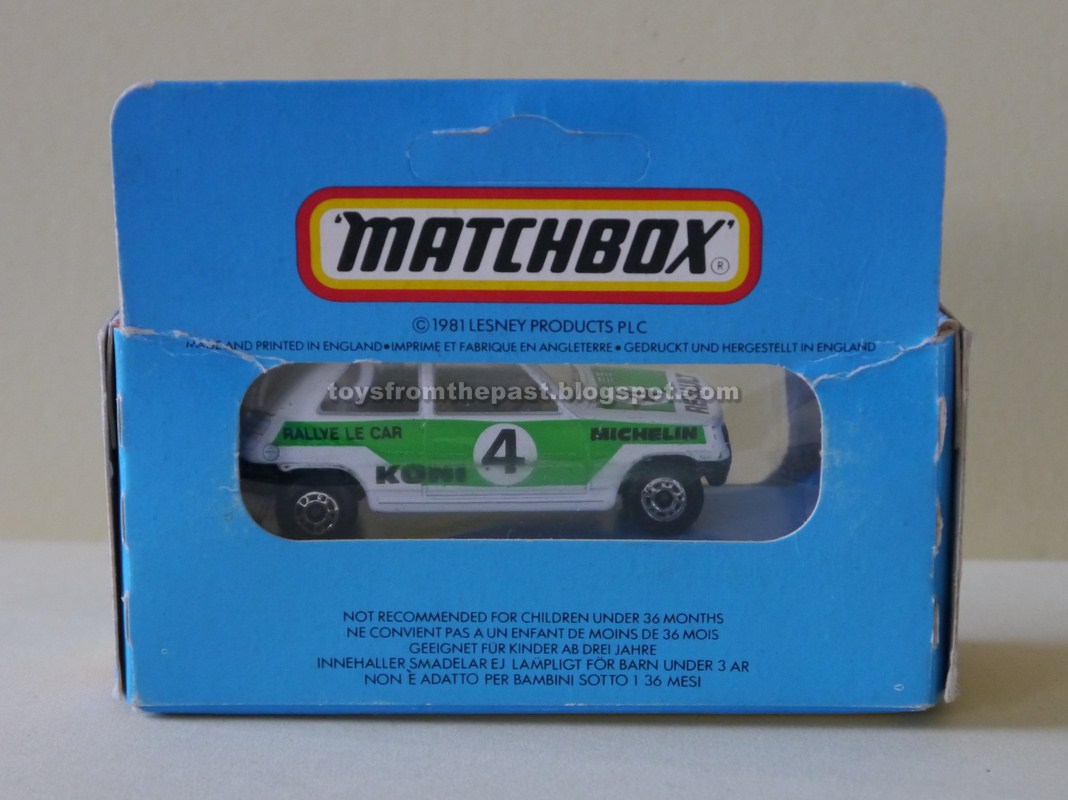 'MATCHBOX'®
©1981 LESNEY PRODUCTS PLC
MADE AND PRINTED IN ENGLAND•IMPRIME ET FABRIQUE EN ANGLETERRE•GEDRUCKT UND HERGESTELLT IN ENGLAND
toysfromthepast.blogspot.com
RENAULT
RALLYE LE CAR
4
MICHELIN
KONI
NOT RECOMMENDED FOR CHILDREN UNDER 36 MONTHS
NE CONVIENT PAS A UN ENFANT DE MOINS DE 36 MOIS
GEEIGNET FUR KINDER AB DREI JAHRE
INNEHALLER SMADELAR EJ LAMPLIGT FÖR BARN UNDER 3 AR
NON È ADATTO PER BAMBINI SOTTO I 36 MESI